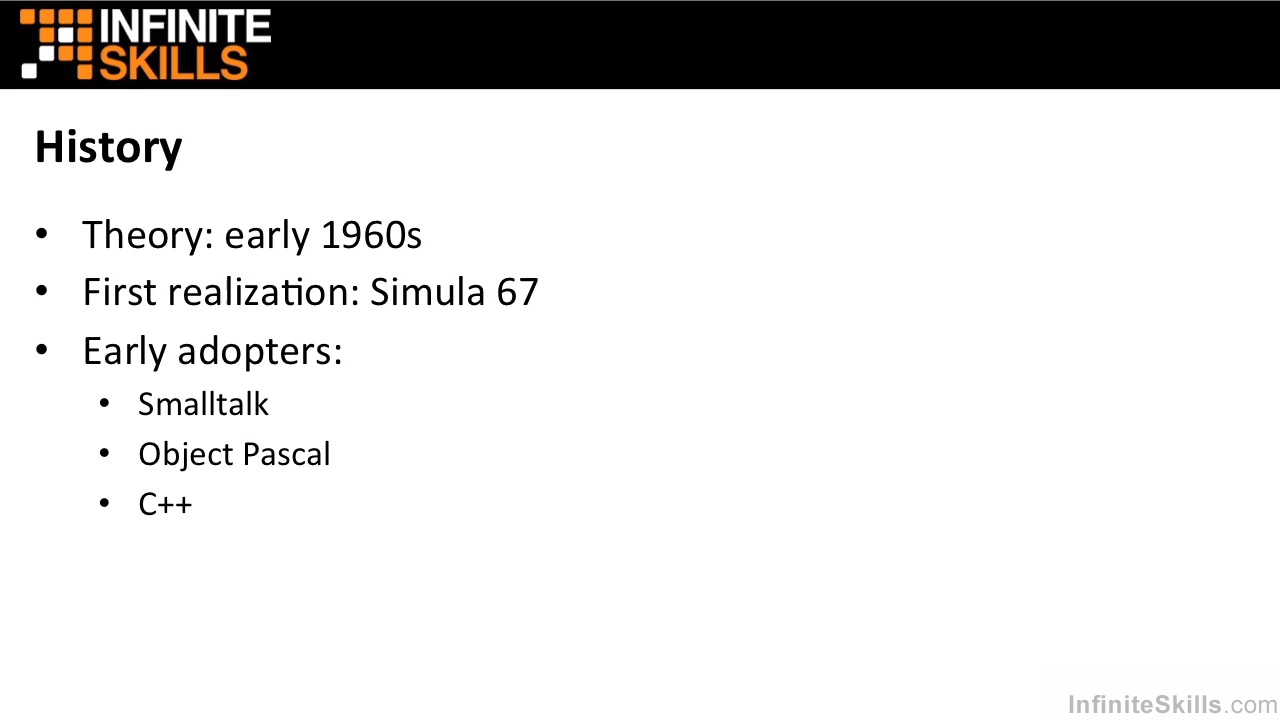 INFINITE
SKILLS
History
• Theory: early 1960s
• First realization: Simula 67
• Early adopters:
• Smalltalk
• Object Pascal
• C++
InfiniteSkills.com